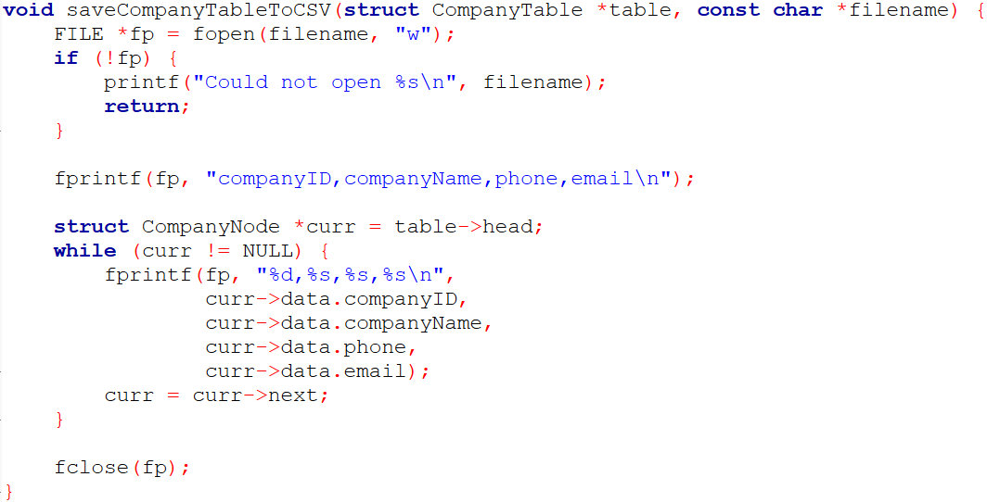 void saveCompanyTableToCSV(struct CompanyTable *table, const char *filename) {
    FILE *fp = fopen(filename, "w");
    if (!fp) {
        printf("Could not open %s\n", filename);
        return;
    }

    fprintf(fp, "companyID,companyName,phone,email\n");

    struct CompanyNode *curr = table->head;
    while (curr != NULL) {
        fprintf(fp, "%d,%s,%s,%s\n",
                curr->data.companyID,
                curr->data.companyName,
                curr->data.phone,
                curr->data.email);
        curr = curr->next;
    }

    fclose(fp);
}